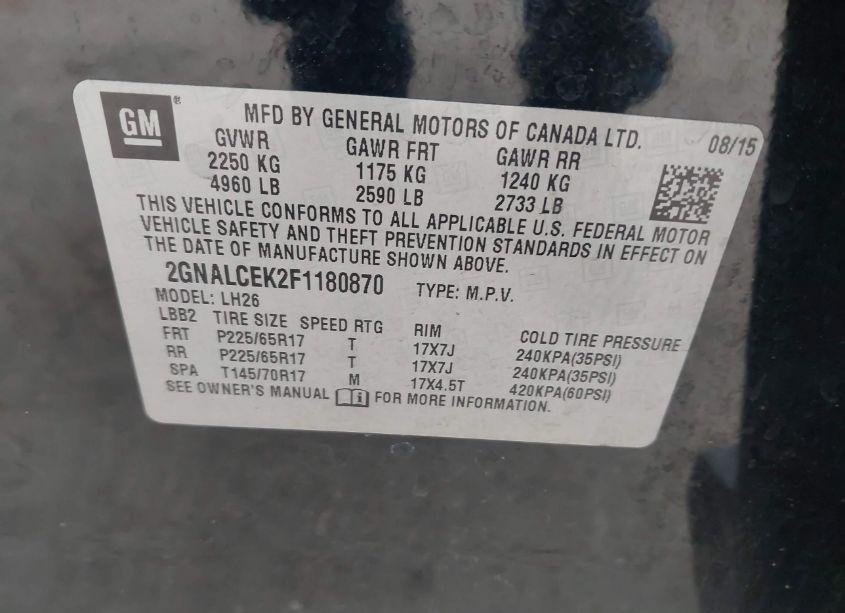 GM ® MFD BY GENERAL MOTORS OF CANADA LTD. 08/15
GVWR GAWR FRT GAWR RR
2250 KG 1175 KG 1240 KG
4960 LB 2590 LB 2733 LB
THIS VEHICLE CONFORMS TO ALL APPLICABLE U.S. FEDERAL MOTOR
VEHICLE SAFETY AND THEFT PREVENTION STANDARDS IN EFFECT ON
THE DATE OF MANUFACTURE SHOWN ABOVE.
2GNALCEK2F1180870 TYPE: M.P.V.
MODEL: LH26
LBB2 TIRE SIZE SPEED RTG RIM COLD TIRE PRESSURE
FRT P225/65R17 T 17X7J 240KPA(35PSI)
RR P225/65R17 T 17X7J 240KPA(35PSI)
SPA T145/70R17 M 17X4.5T 420KPA(60PSI)
SEE OWNER'S MANUAL FOR MORE INFORMATION.